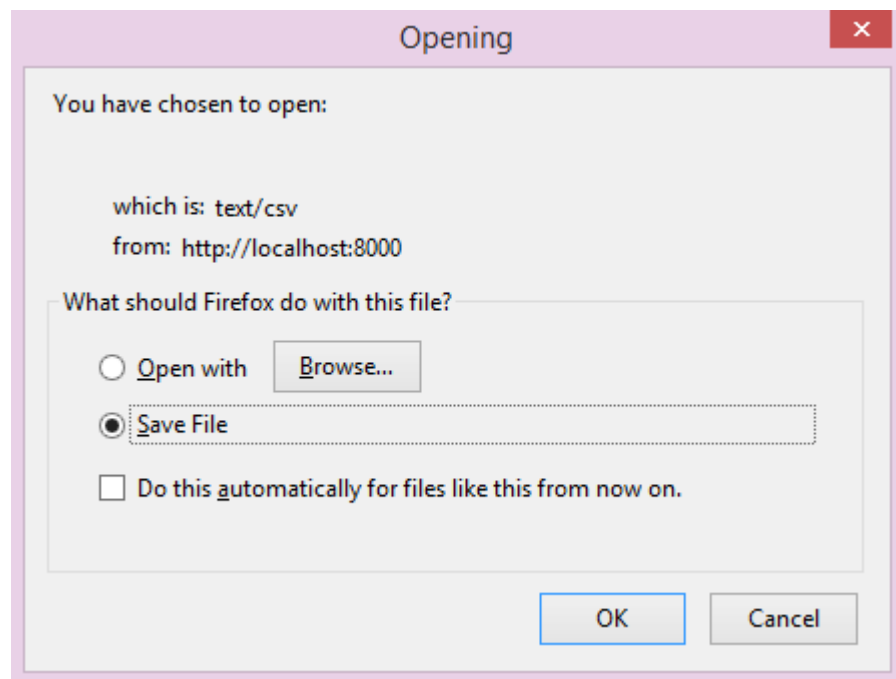 Opening
You have chosen to open:
which is: text/csv
from: http://localhost:8000
What should Firefox do with this file?
Open with Browse...
Save File
Do this automatically for files like this from now on.
OK Cancel